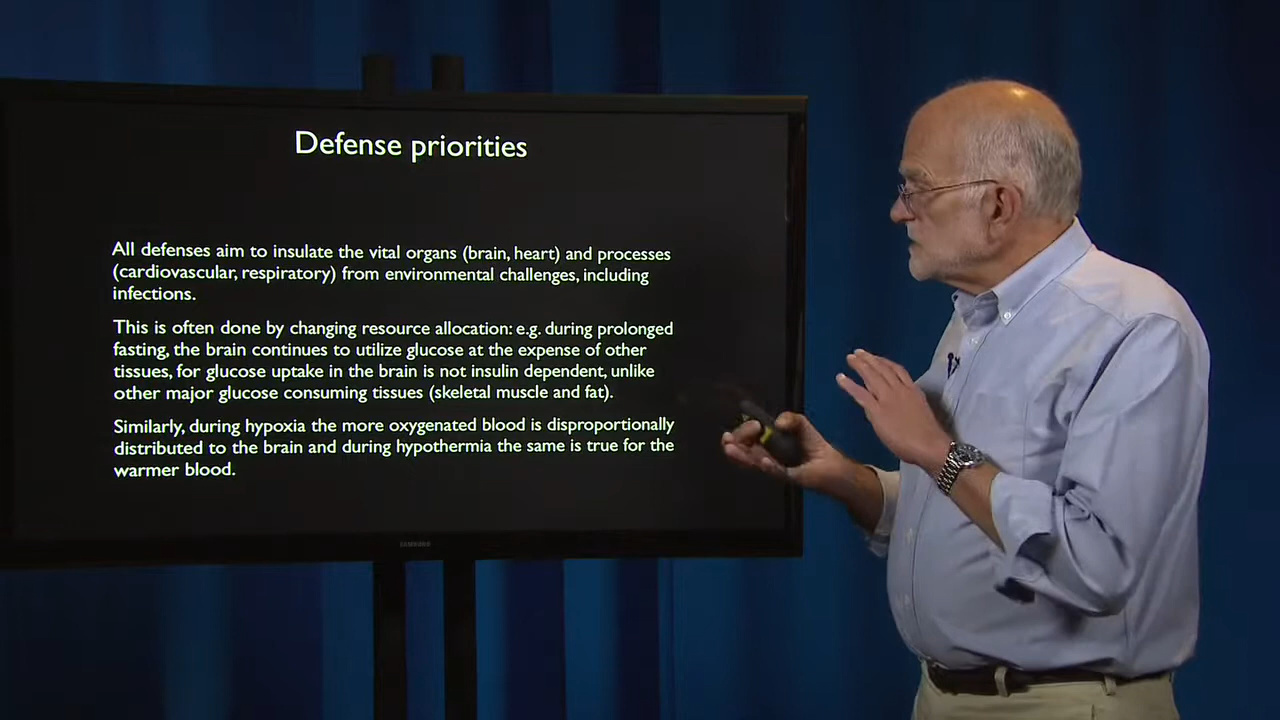 Defense priorities
All defenses aim to insulate the vital organs (brain, heart) and processes
(cardiovascular, respiratory) from environmental challenges, including
infections.
This is often done by changing resource allocation: e.g. during prolonged
fasting, the brain continues to utilize glucose at the expense of other
tissues, for glucose uptake in the brain is not insulin dependent, unlike
other major glucose consuming tissues (skeletal muscle and fat).
Similarly, during hypoxia the more oxygenated blood is disproportionally
distributed to the brain and during hypothermia the same is true for the
warmer blood.
SAMSUNG